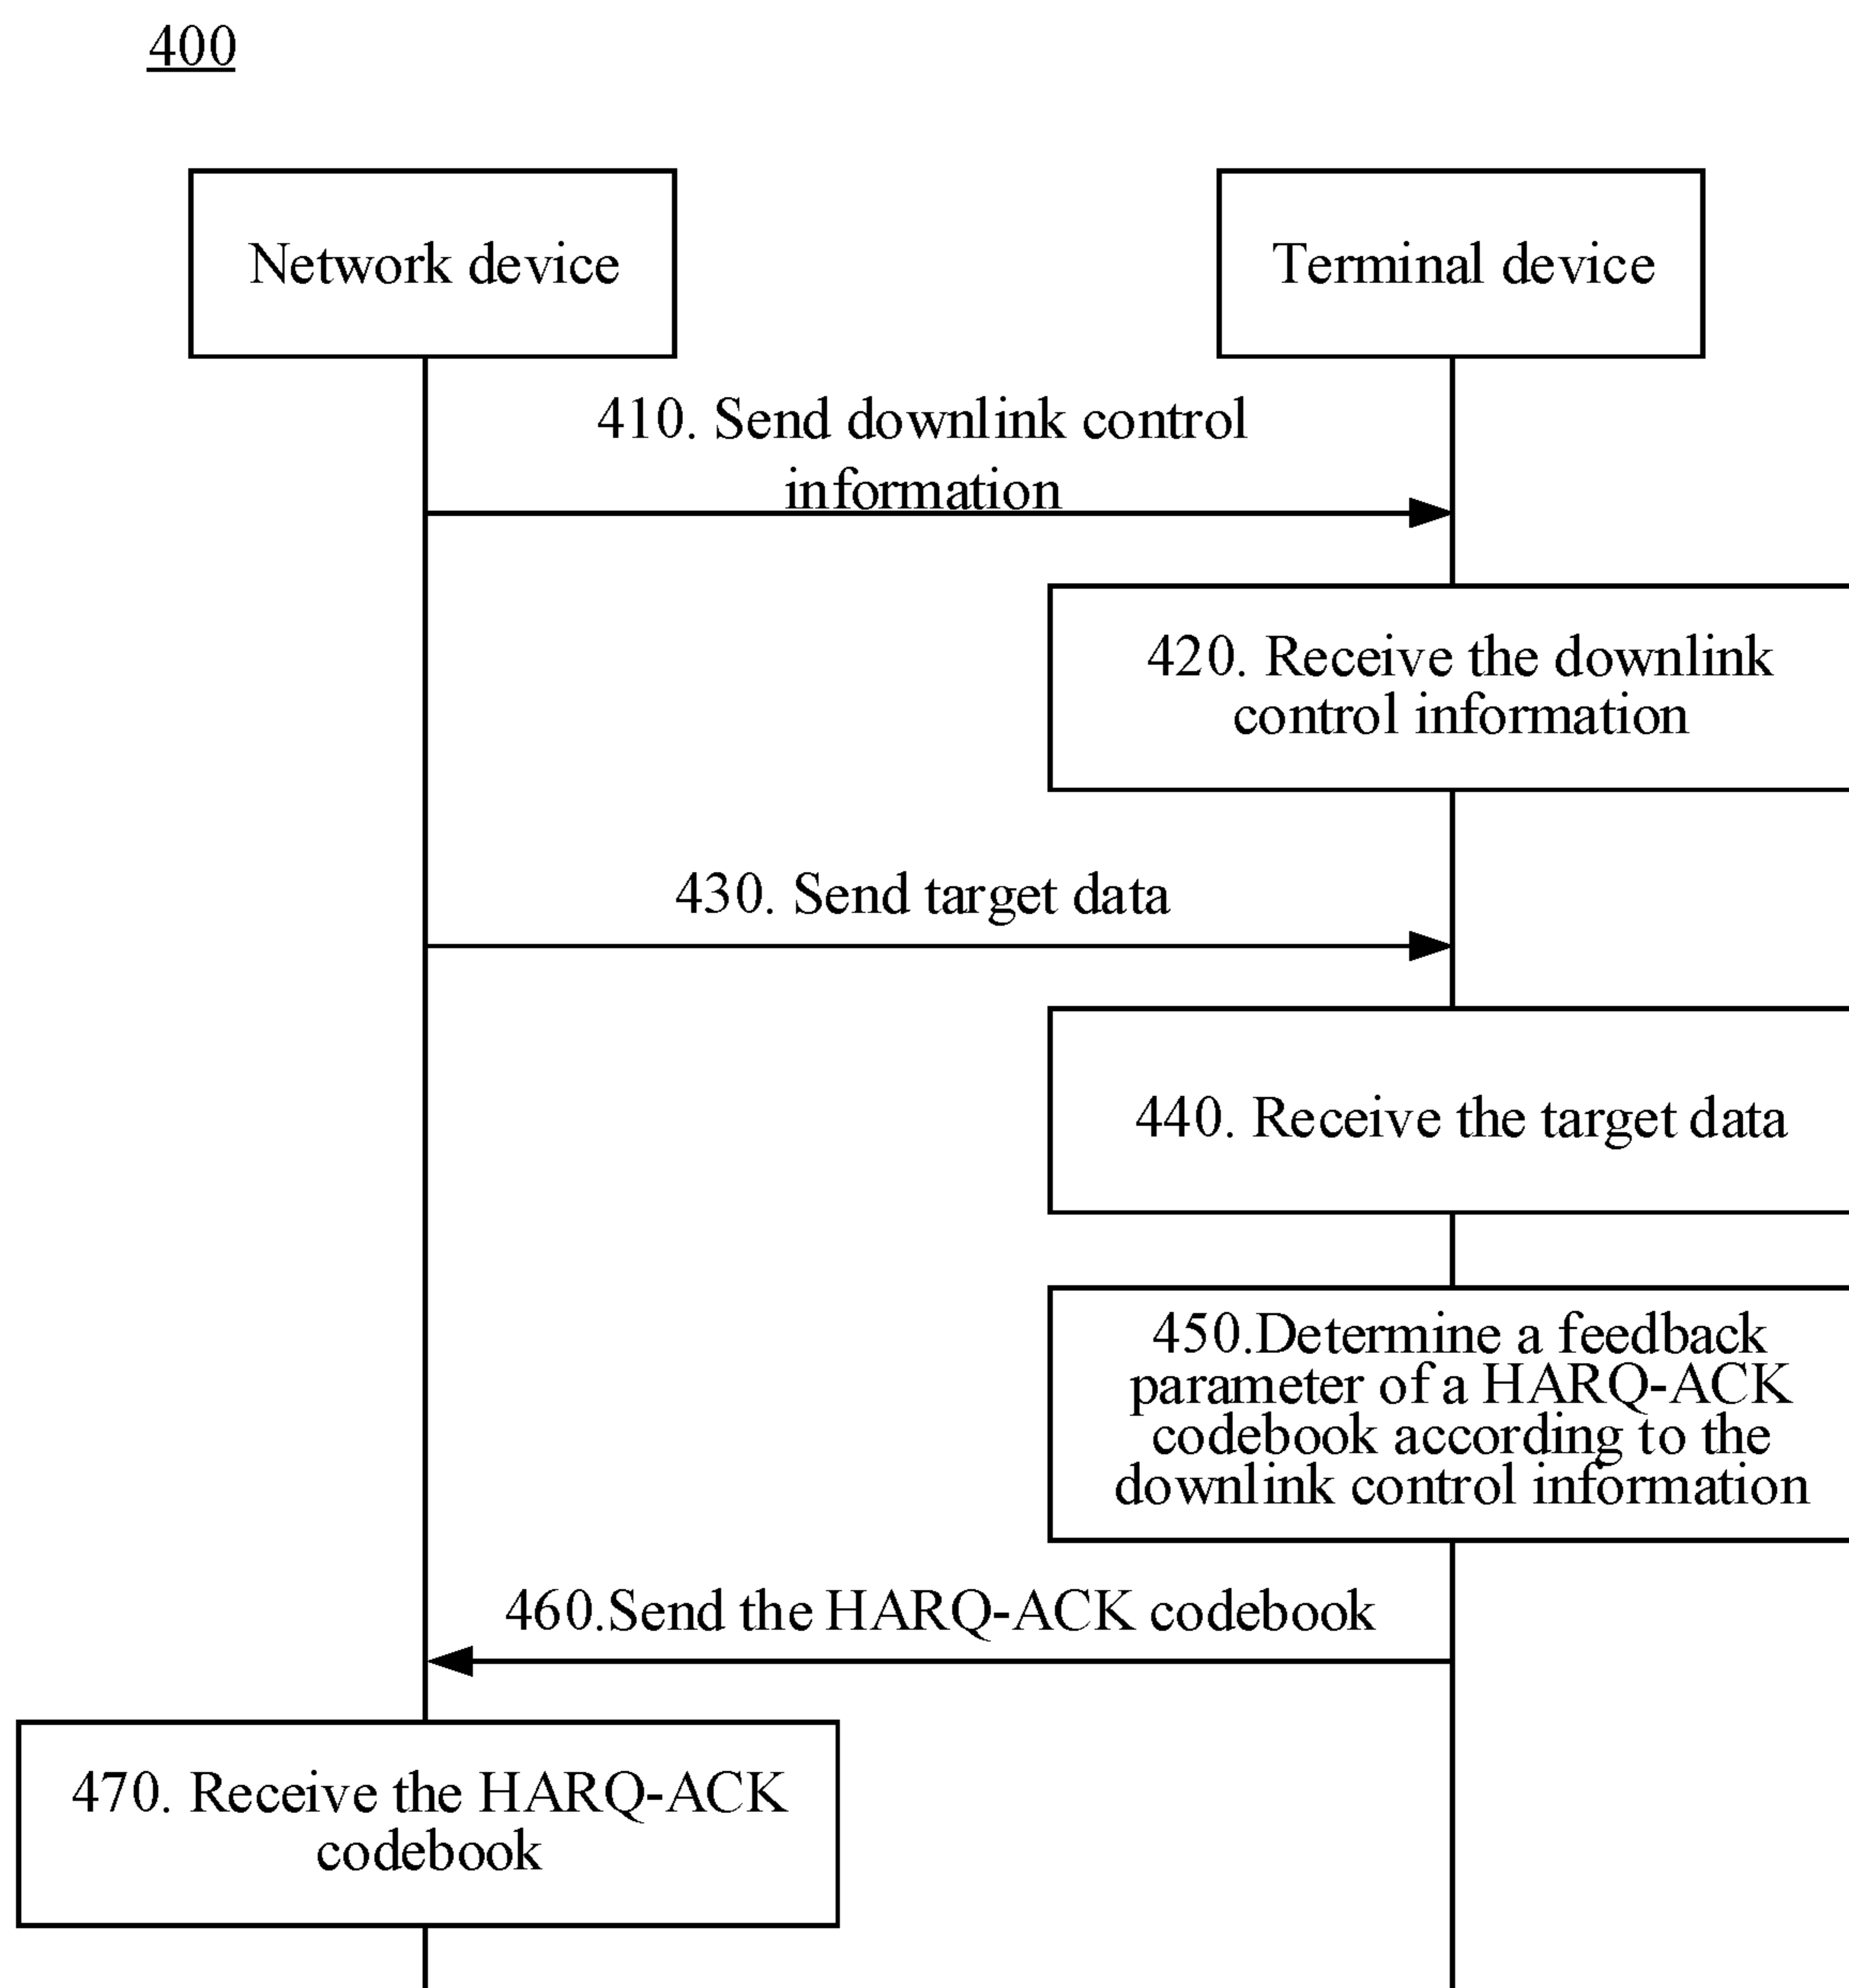 400
Network device
Terminal device
410. Send downlink control
information
420. Receive the downlink
control information
430. Send target data
440. Receive the target data
450.Determine a feedback
parameter of a HARQ-ACK
codebook according to the
downlink control information
460.Send the HARQ-ACK codebook
470. Receive the HARQ-ACK
codebook